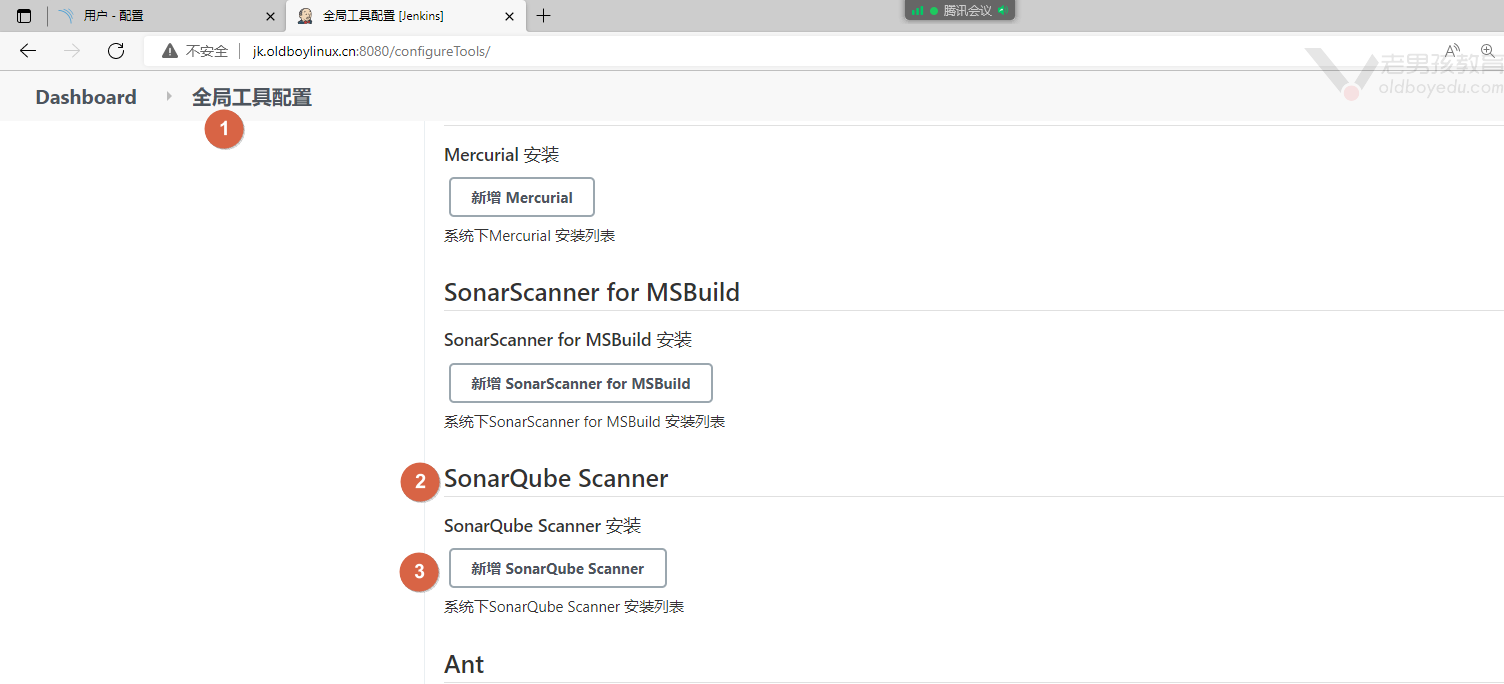 用户 - 配置
全局工具配置 [Jenkins]
腾讯会议
不安全
jk.oldboylinux.cn:8080/configureTools/
老男孩教育
oldboyedu.com
Dashboard
全局工具配置
1
Mercurial 安装
新增 Mercurial
系统下Mercurial 安装列表
SonarScanner for MSBuild
SonarScanner for MSBuild 安装
新增 SonarScanner for MSBuild
系统下SonarScanner for MSBuild 安装列表
2 SonarQube Scanner
SonarQube Scanner 安装
3 新增 SonarQube Scanner
系统下SonarQube Scanner 安装列表
Ant